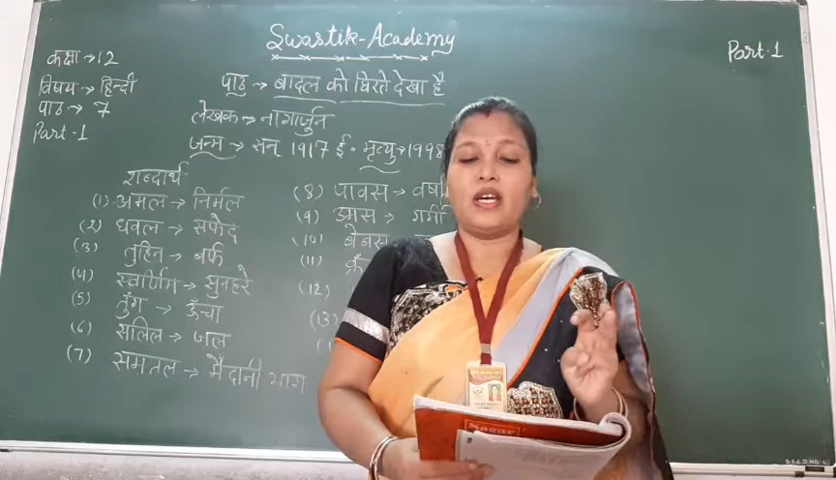 Swastik-Academy
Part-1
कक्षा → 12
विषय → हिन्दी
पाठ → 7
Part-1
पाठ → बादल को घिरते देखा है
लेखक → नागार्जुन
जन्म → सन् 1917 ई॰ मृत्यु → 1998
शब्दार्थ
(1) अमल → निर्मल
(2) धवल → सफेद
(3) तुहिन → बर्फ
(4) स्वर्णिम → सुनहरे
(5) तुंग → ऊँचा
(6) सलिल → जल
(7) समतल → मैदानी भाग
(8) पावस → वर्षा
(9) उमस → गर्मी
(10) बेबस
(11)
(12)
(13)